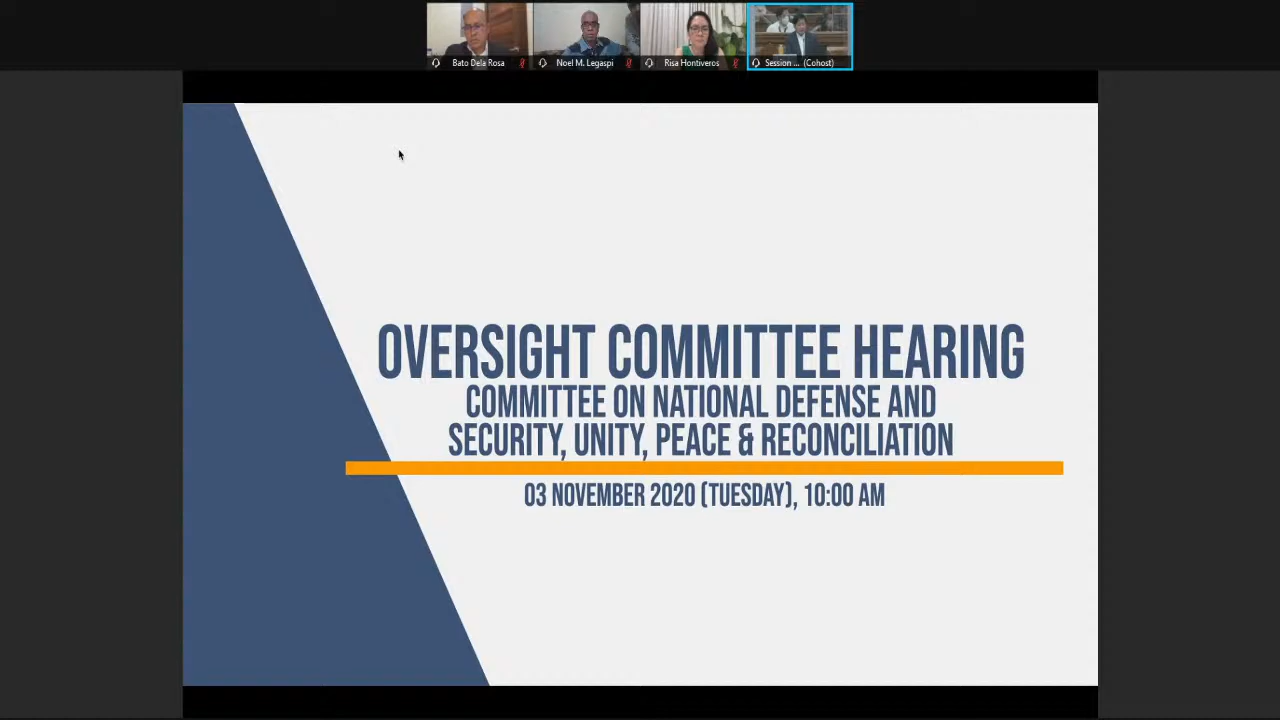 Bato Dela Rosa
Noel M. Legaspi
Risa Hontiveros
Session ... (Cohost)
OVERSIGHT COMMITTEE HEARING
COMMITTEE ON NATIONAL DEFENSE AND
SECURITY, UNITY, PEACE & RECONCILIATION
03 NOVEMBER 2020 (TUESDAY), 10:00 AM